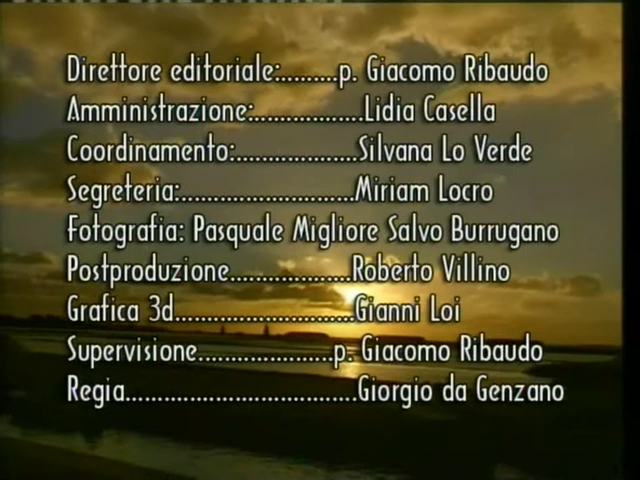 Direttore editoriale:.........p. Giacomo Ribaudo
Amministrazione:.................Lidia Casella
Coordinamento:...................Silvana Lo Verde
Segreteria:...........................Miriam Locro
Fotografia: Pasquale Migliore Salvo Burrugano
Postproduzione...................Roberto Villino
Grafica 3d............................Gianni Loi
Supervisione.....................p. Giacomo Ribaudo
Regia....................................Giorgio da Genzano